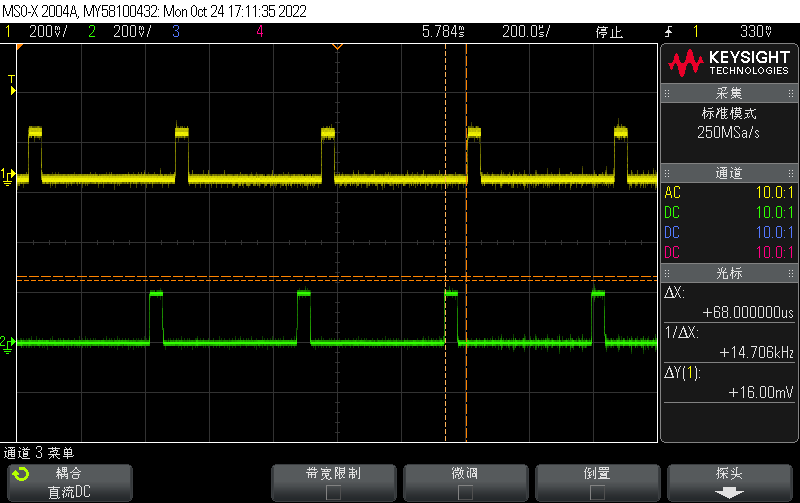 MSO-X 2004A, MY58100432: Mon Oct 24 17:11:35 2022
1 200mV/ 2 200mV/ 3 4 5.784ms 200.0us/ 停止 1 330mV
T
KEYSIGHT
TECHNOLOGIES
采集
标准模式
250MSa/s
通道
AC 10.0:1
DC 10.0:1
DC 10.0:1
DC 10.0:1
光标
ΔX:
+68.000000us
1/ΔX:
+14.706kHz
ΔY(1):
+16.00mV
1
2
通道 3 菜单
耦合
直流DC
带宽限制
微调
倒置
探头